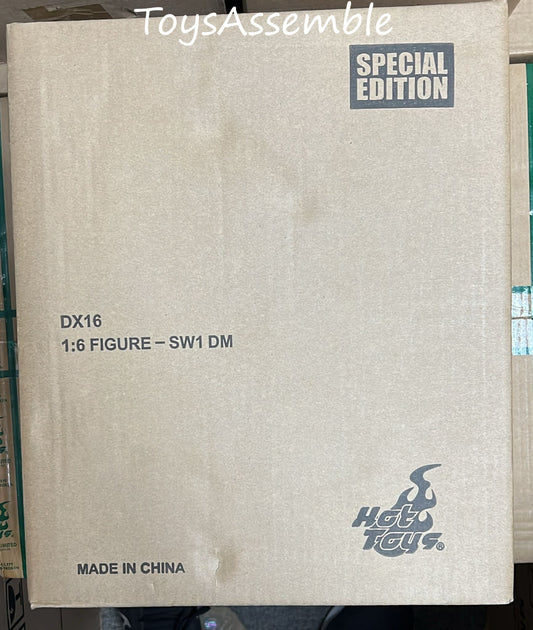 ToysAssemble
SPECIAL
EDITION
DX16
1:6 FIGURE – SW1 DM
Hot
Toys®
MADE IN CHINA